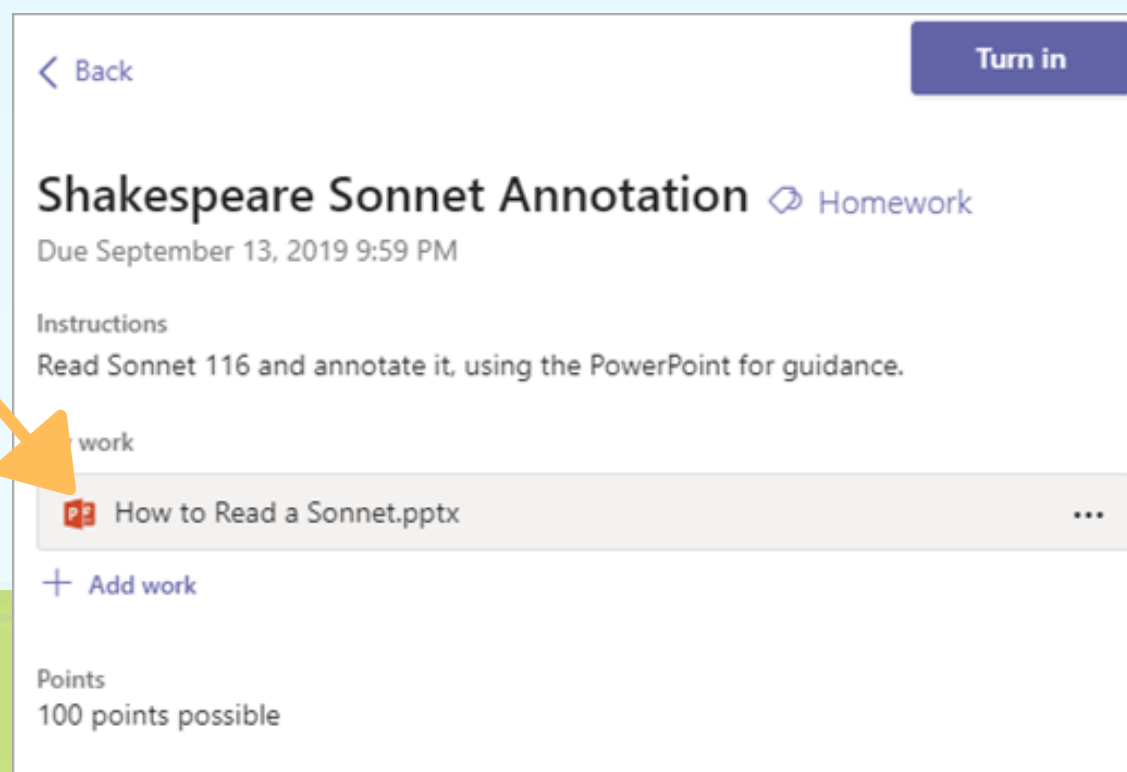 Back
Turn in
Shakespeare Sonnet Annotation Homework
Due September 13, 2019 9:59 PM
Instructions
Read Sonnet 116 and annotate it, using the PowerPoint for guidance.
work
How to Read a Sonnet.pptx
Add work
Points
100 points possible